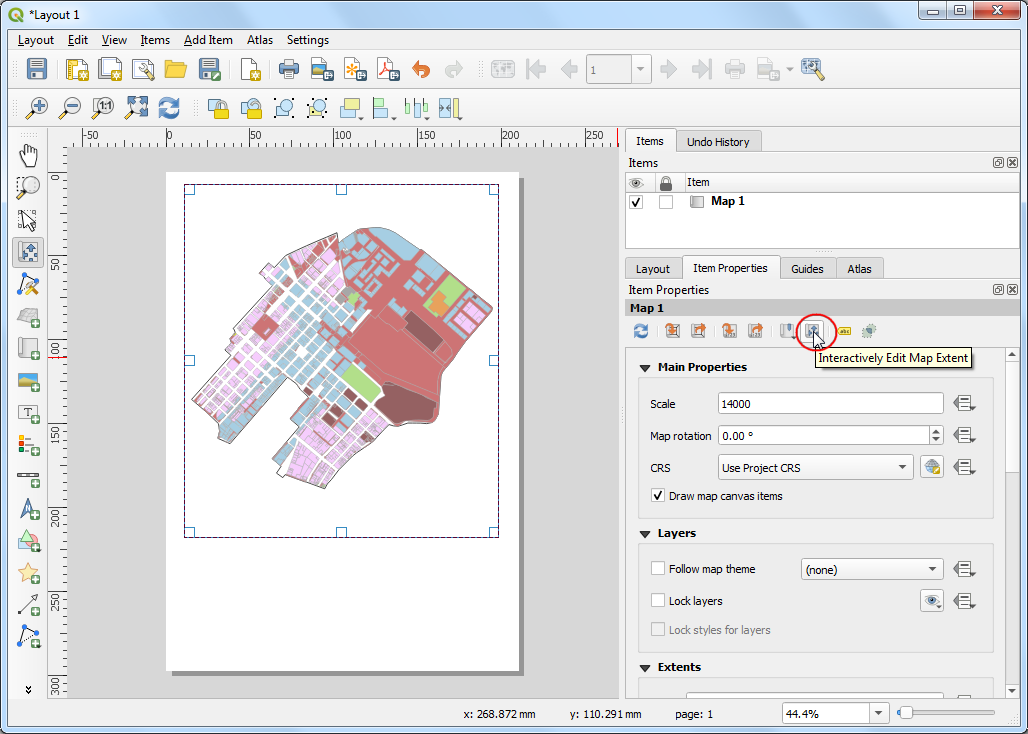 *Layout 1
Layout Edit View Items Add Item Atlas Settings
1
-50 0 50 100 150 200 250
0
50
100
150
200
250
300
Items Undo History
Items
Item
Map 1
Layout Item Properties Guides Atlas
Item Properties
Map 1
abc
Interactively Edit Map Extent
Main Properties
Scale 14000
Map rotation 0.00 °
CRS Use Project CRS
Draw map canvas items
Layers
Follow map theme (none)
Lock layers
Lock styles for layers
Extents
x: 268.872 mm y: 110.291 mm page: 1 44.4%